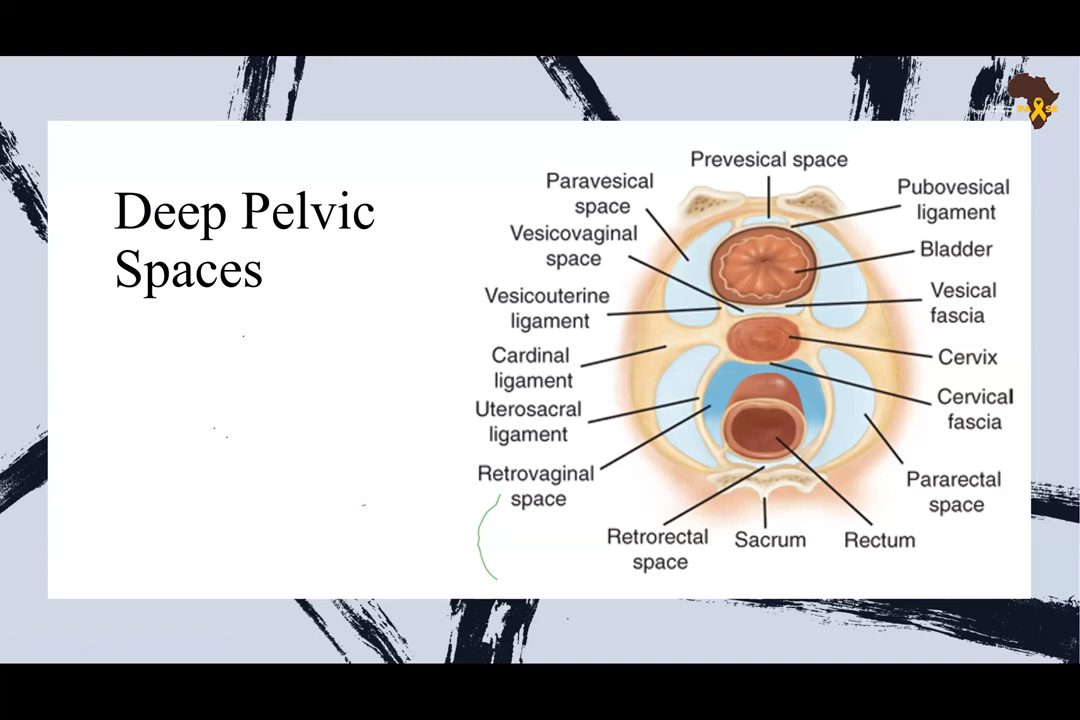 Deep Pelvic
Spaces
Prevesical space
Paravesical
space
Pubovesical
ligament
Vesicovaginal
space
Bladder
Vesicouterine
ligament
Vesical
fascia
Cardinal
ligament
Cervix
Uterosacral
ligament
Cervical
fascia
Retrovaginal
space
Pararectal
space
Retrorectal
space
Sacrum
Rectum